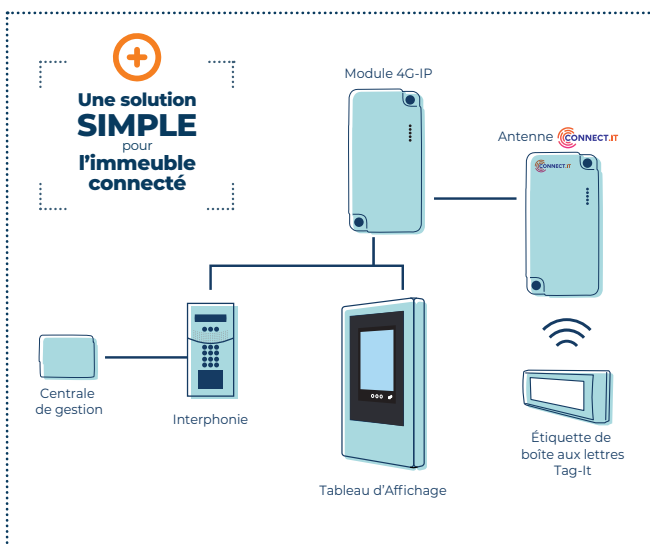 Une solution
SIMPLE
pour
l'immeuble
connecté
Module 4G-IP
Antenne CONNECT.IT
CONNECT.IT
Centrale
de gestion
Interphonie
Tableau d'Affichage
Étiquette de
boîte aux lettres
Tag-It